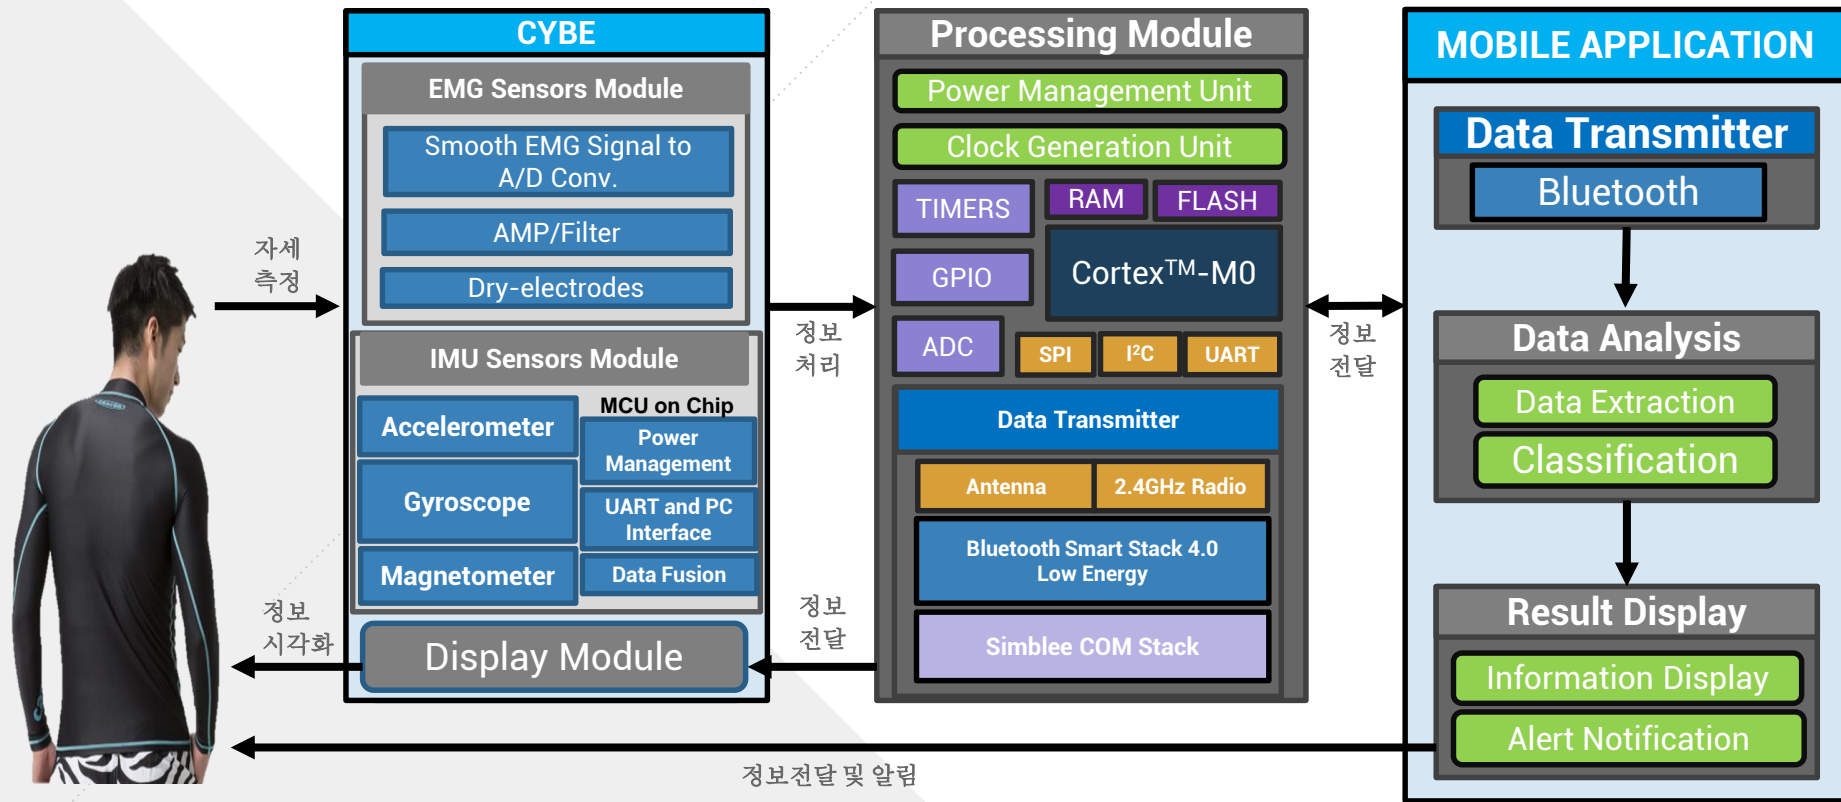 자세
측정
정보
시각화
CYBE
EMG Sensors Module
Smooth EMG Signal to
A/D Conv.
AMP/Filter
Dry-electrodes
IMU Sensors Module
Accelerometer
Gyroscope
Magnetometer
MCU on Chip
Power
Management
UART and PC
Interface
Data Fusion
Display Module
정보
처리
정보
전달
Processing Module
Power Management Unit
Clock Generation Unit
TIMERS
RAM
FLASH
GPIO
Cortex™-M0
ADC
SPI
I²C
UART
Data Transmitter
Antenna
2.4GHz Radio
Bluetooth Smart Stack 4.0
Low Energy
Simblee COM Stack
정보
전달
MOBILE APPLICATION
Data Transmitter
Bluetooth
Data Analysis
Data Extraction
Classification
Result Display
Information Display
Alert Notification
정보전달 및 알림